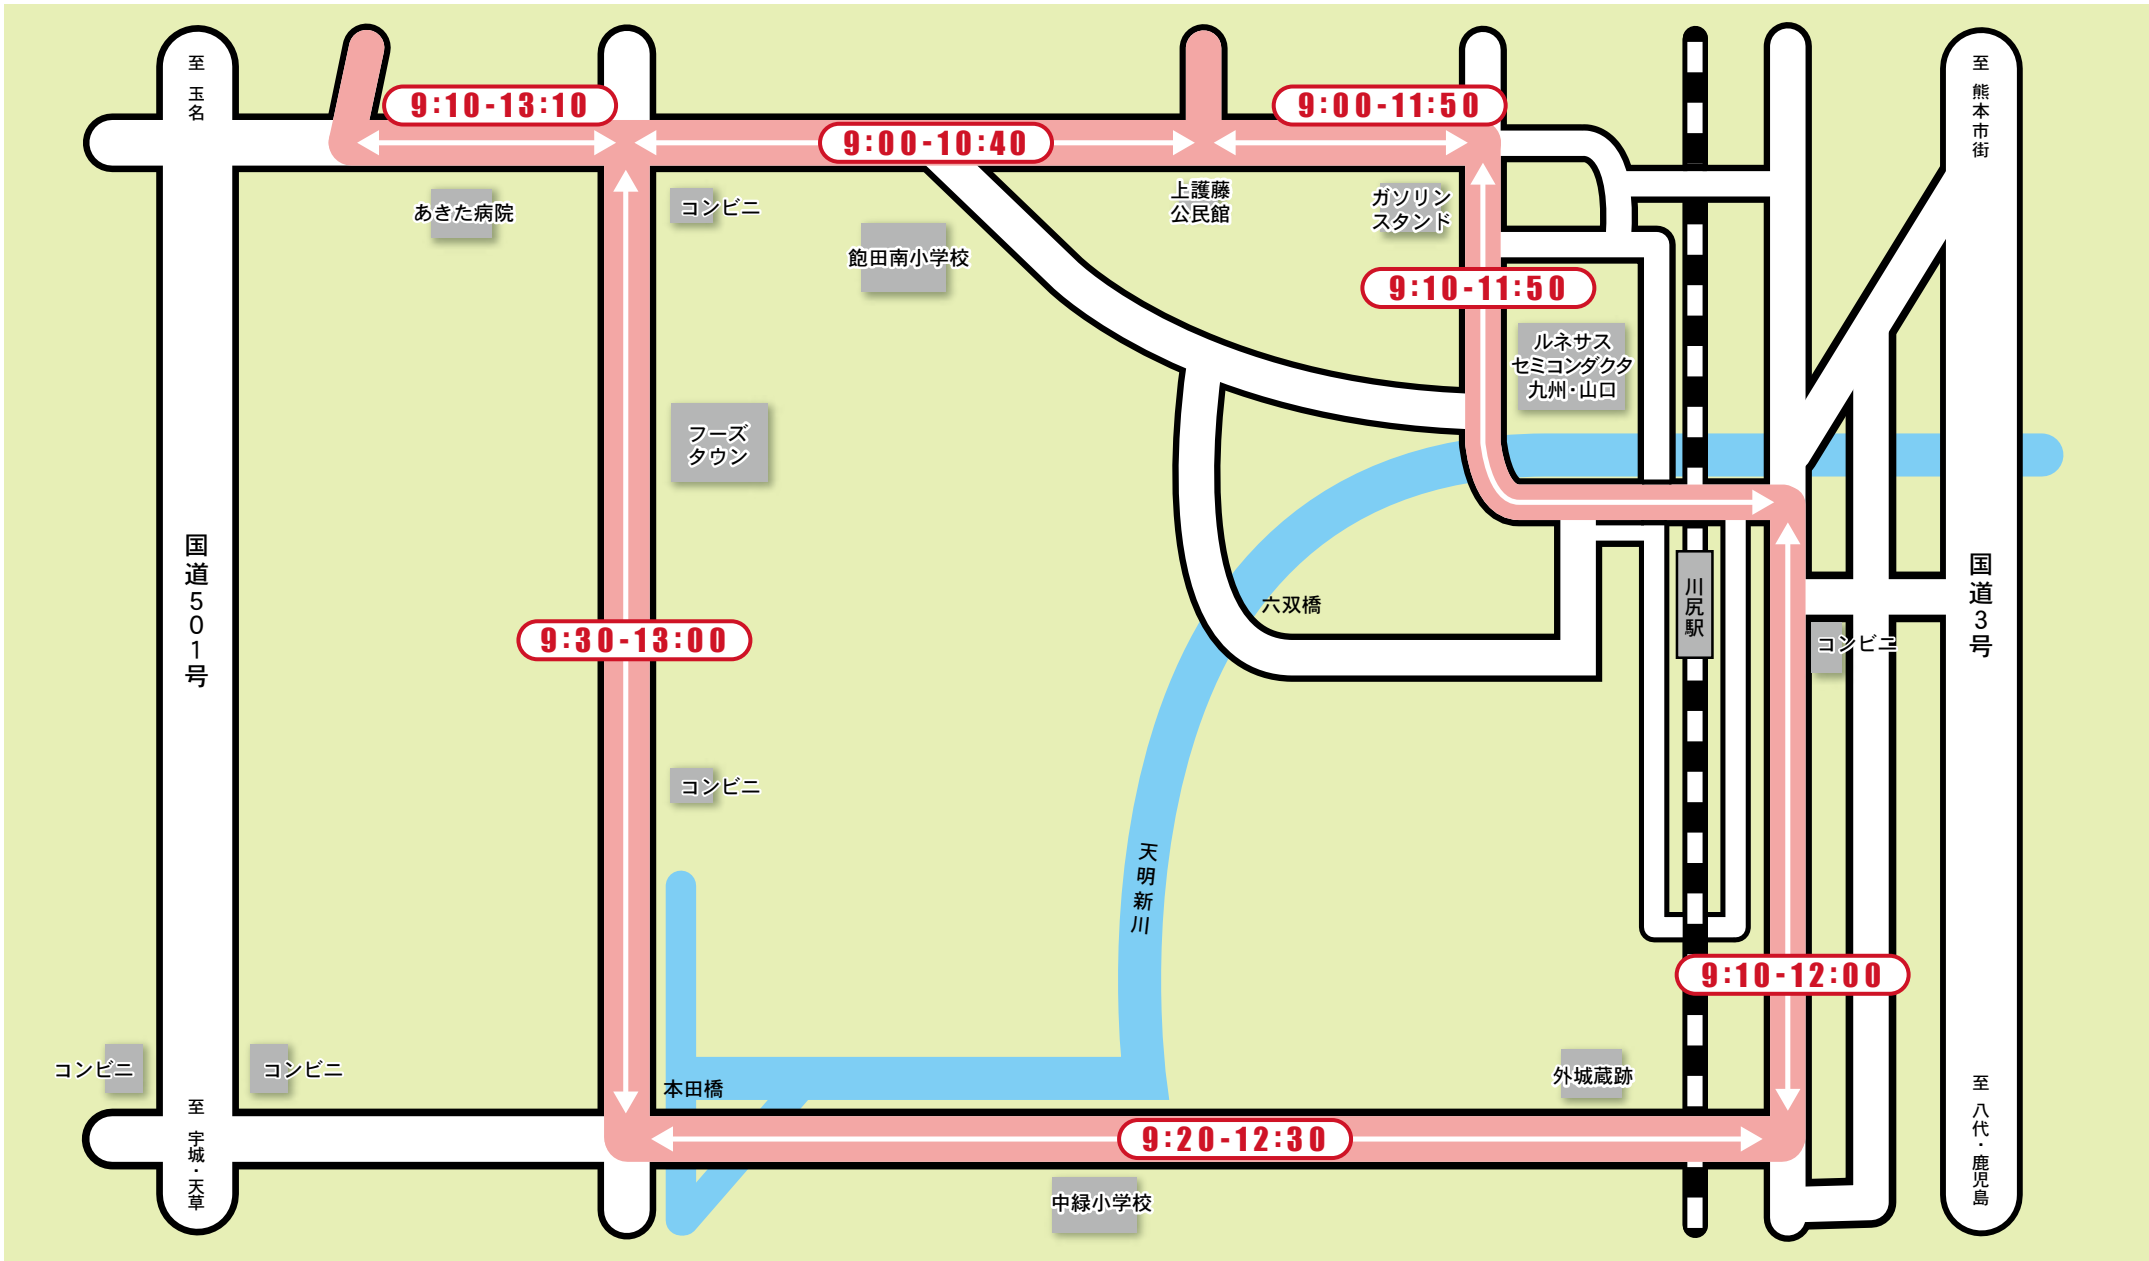 至 玉名
至 熊本市街
9:10-13:10
9:00-11:50
9:00-10:40
あきた病院
コンビニ
上護藤
公民館
ガソリン
スタンド
飽田南小学校
9:10-11:50
ルネサス
セミコンダクタ
九州・山口
フーズ
タウン
国道501号
国道3号
六双橋
川尻駅
9:30-13:00
コンビニ
コンビニ
天明新川
9:10-12:00
コンビニ
コンビニ
本田橋
外城蔵跡
至 宇城・天草
至 八代・鹿児島
9:20-12:30
中緑小学校